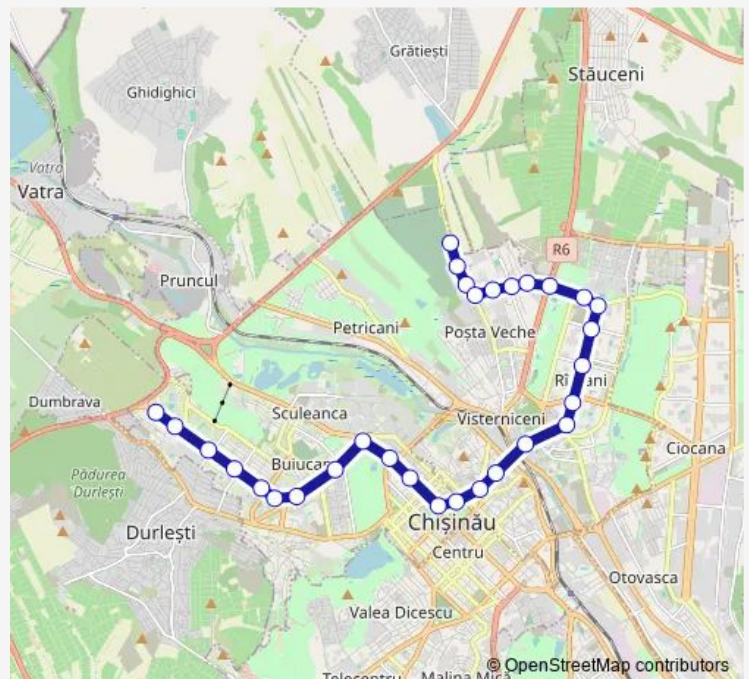 Grătiești
Stăuceni
Ghidighici
Vatra
Vatra
R6
Pruncul
Petricani
Poșta Veche
Dumbrava
Sculeanca
Visterniceni
Buiucani
Ciocana
Pădurea
Durlești
Durlești
Chișinău
Centru
Otovasca
Valea Dicescu
Telecentru
Malina Mică
© OpenStreetMap contributors